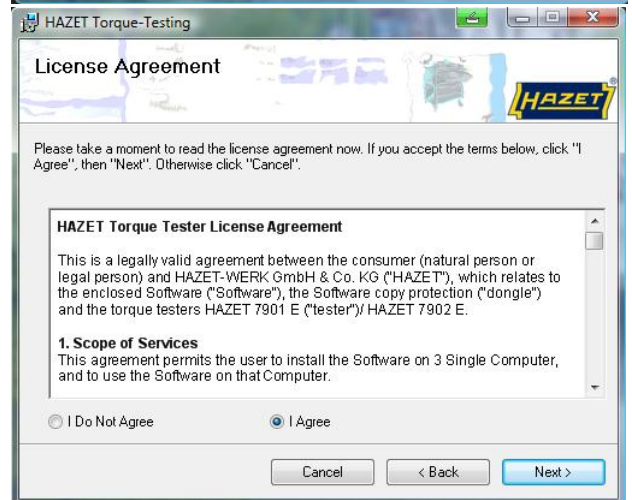 HAZET Torque-Testing
License Agreement
HAZET
Please take a moment to read the license agreement now. If you accept the terms below, click "I
Agree", then "Next". Otherwise click "Cancel".
HAZET Torque Tester License Agreement
This is a legally valid agreement between the consumer (natural person or
legal person) and HAZET-WERK GmbH & Co. KG ("HAZET"), which relates to
the enclosed Software ("Software"), the Software copy protection ("dongle")
and the torque testers HAZET 7901 E ("tester")/ HAZET 7902 E.
1. Scope of Services
This agreement permits the user to install the Software on 3 Single Computer,
and to use the Software on that Computer.
I Do Not Agree
I Agree
Cancel
< Back
Next >